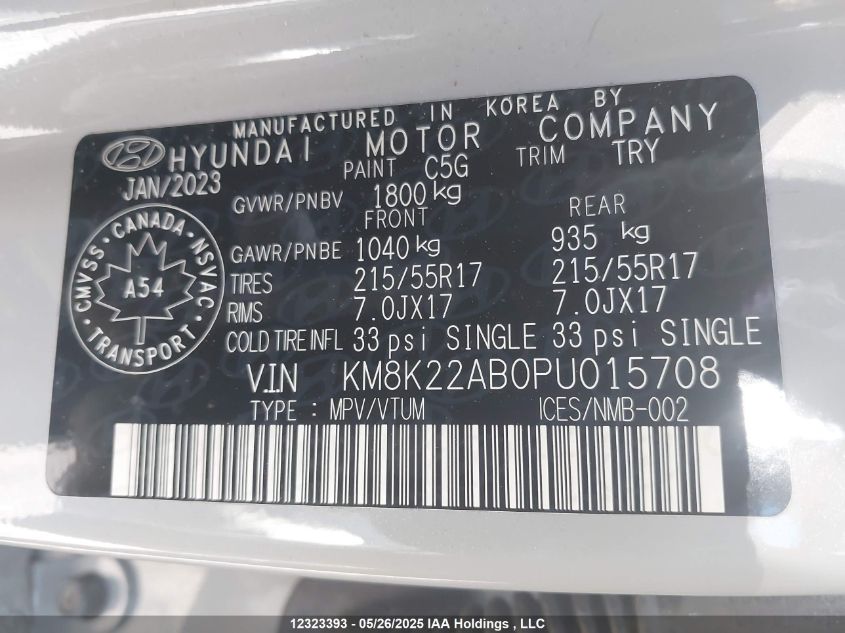 MANUFACTURED IN KOREA BY
HYUNDAI MOTOR COMPANY
JAN/2023 PAINT C5G TRIM TRY
GVWR/PNBV 1800 kg
FRONT REAR
GAWR/PNBE 1040 kg 935 kg
TIRES 215/55R17 215/55R17
RIMS 7.0JX17 7.0JX17
COLD TIRE INFL 33 psi SINGLE 33 psi SINGLE
CMVSS • CANADA • NSVAC
A54
• TRANSPORT •
V.I.N KM8K22AB0PU015708
TYPE : MPV/VTUM ICES/NMB-002
12323393 - 05/26/2025 IAA Holdings , LLC/IAA , Inc.